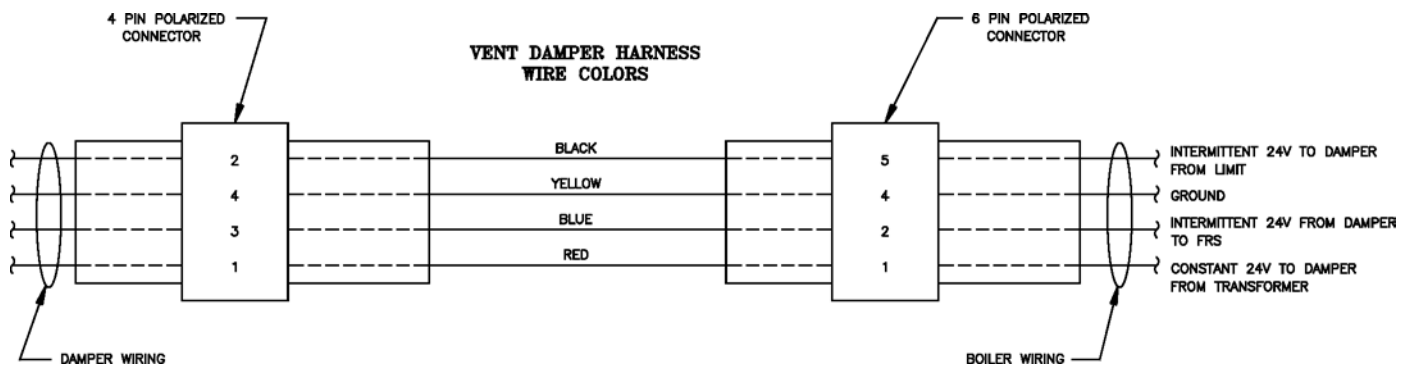 4 PIN POLARIZED
CONNECTOR
6 PIN POLARIZED
CONNECTOR
VENT DAMPER HARNESS
WIRE COLORS
2
BLACK
5
INTERMITTENT 24V TO DAMPER
FROM LIMIT
4
YELLOW
4
GROUND
3
BLUE
2
INTERMITTENT 24V FROM DAMPER
TO FRS
1
RED
1
CONSTANT 24V TO DAMPER
FROM TRANSFORMER
DAMPER WIRING
BOILER WIRING